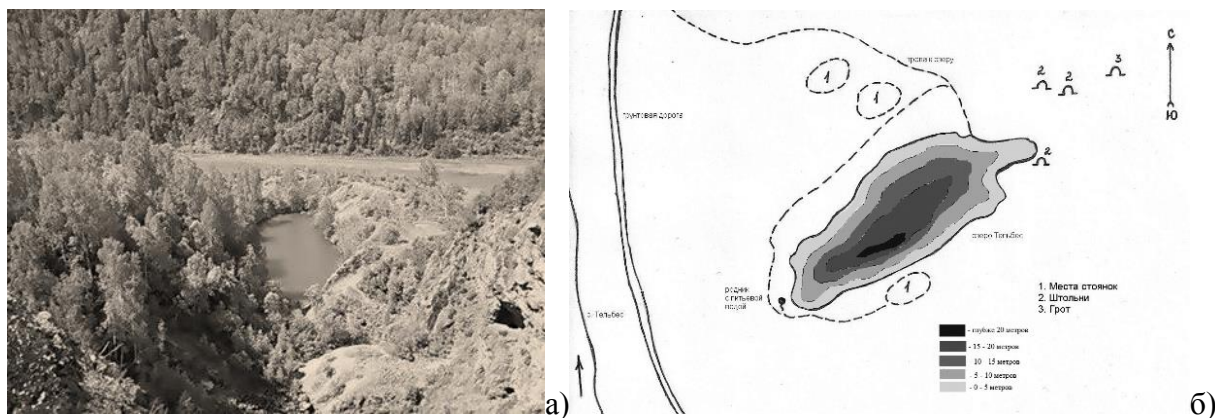 С
3
2
2
1
1
тропа к озеру
Ю
грунтовая дорога
2
озеро Тельбес
родник
с питьевой
водой
1
р. Тельбес
1. Места стоянок
2. Штольни
3. Грот
- глубже 20 метров
- 15 - 20 метров
- 10 - 15 метров
- 5 - 10 метров
- 0 - 5 метров
а)
б)